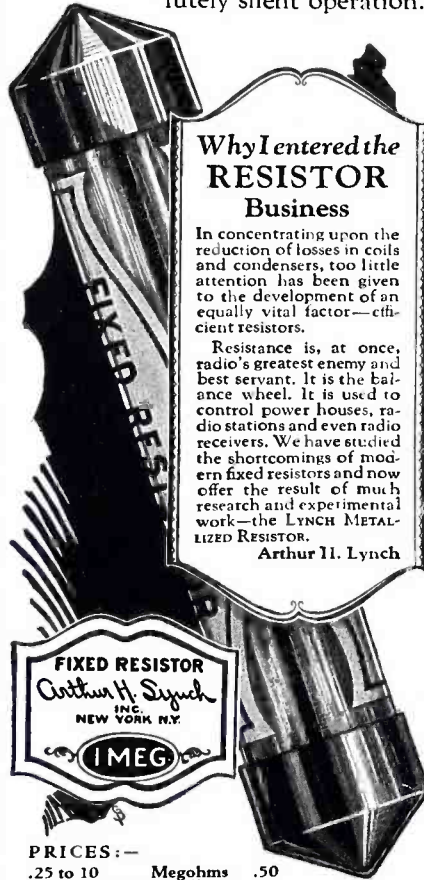 lutely silent operation.
Why I entered the
RESISTOR
Business
In concentrating upon the
reduction of losses in coils
and condensers, too little
attention has been given
to the development of an
equally vital factor—effi-
cient resistors.
Resistance is, at once,
radio's greatest enemy and
best servant. It is the bal-
ance wheel. It is used to
control power houses, ra-
dio stations and even radio
receivers. We have studied
the shortcomings of mod-
ern fixed resistors and now
offer the result of much
research and experimental
work—the LYNCH METAL-
LIZED RESISTOR.
Arthur H. Lynch
FIXED RES
FIXED RESISTOR
Arthur H. Lynch
INC.
NEW YORK N.Y.
1 MEG.
PRICES:—
.25 to 10 Megohms .50